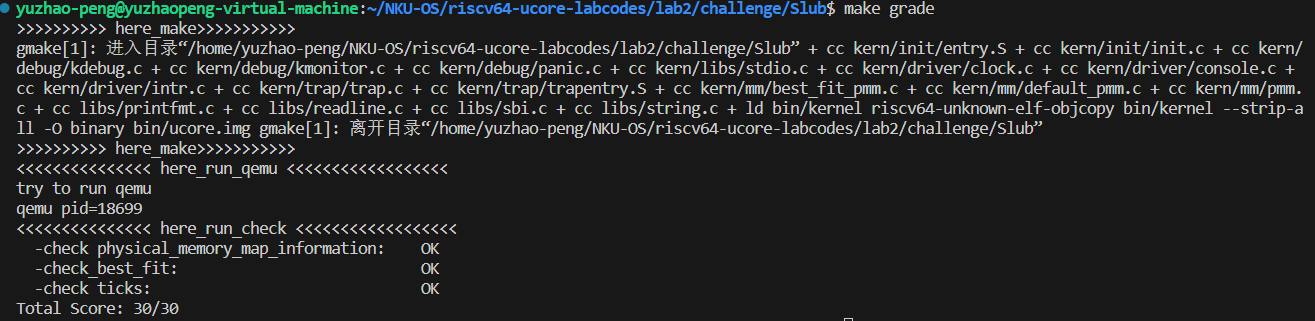 yuzhao-peng@yuzhaopeng-virtual-machine:~/NKU-OS/riscv64-ucore-labcodes/lab2/challenge/Slub$ make grade
>>>>>>>>>> here_make>>>>>>>>>>>
gmake[1]: 进入目录“/home/yuzhao-peng/NKU-OS/riscv64-ucore-labcodes/lab2/challenge/Slub” + cc kern/init/entry.S + cc kern/init/init.c + cc kern/
debug/kdebug.c + cc kern/debug/kmonitor.c + cc kern/debug/panic.c + cc kern/libs/stdio.c + cc kern/driver/clock.c + cc kern/driver/console.c +
cc kern/driver/intr.c + cc kern/trap/trap.c + cc kern/trap/trapentry.S + cc kern/mm/best_fit_pmm.c + cc kern/mm/default_pmm.c + cc kern/mm/pmm.
c + cc libs/printfmt.c + cc libs/readline.c + cc libs/sbi.c + cc libs/string.c + ld bin/kernel riscv64-unknown-elf-objcopy bin/kernel --strip-a
ll -O binary bin/ucore.img gmake[1]: 离开目录“/home/yuzhao-peng/NKU-OS/riscv64-ucore-labcodes/lab2/challenge/Slub”
>>>>>>>>>> here_make>>>>>>>>>>>
<<<<<<<<<<<<<<< here_run_qemu <<<<<<<<<<<<<<<<<<
try to run qemu
qemu pid=18699
<<<<<<<<<<<<<<< here_run_check <<<<<<<<<<<<<<<<<<
  -check physical_memory_map_information:    OK
  -check_best_fit:                           OK
  -check ticks:                              OK
Total Score: 30/30